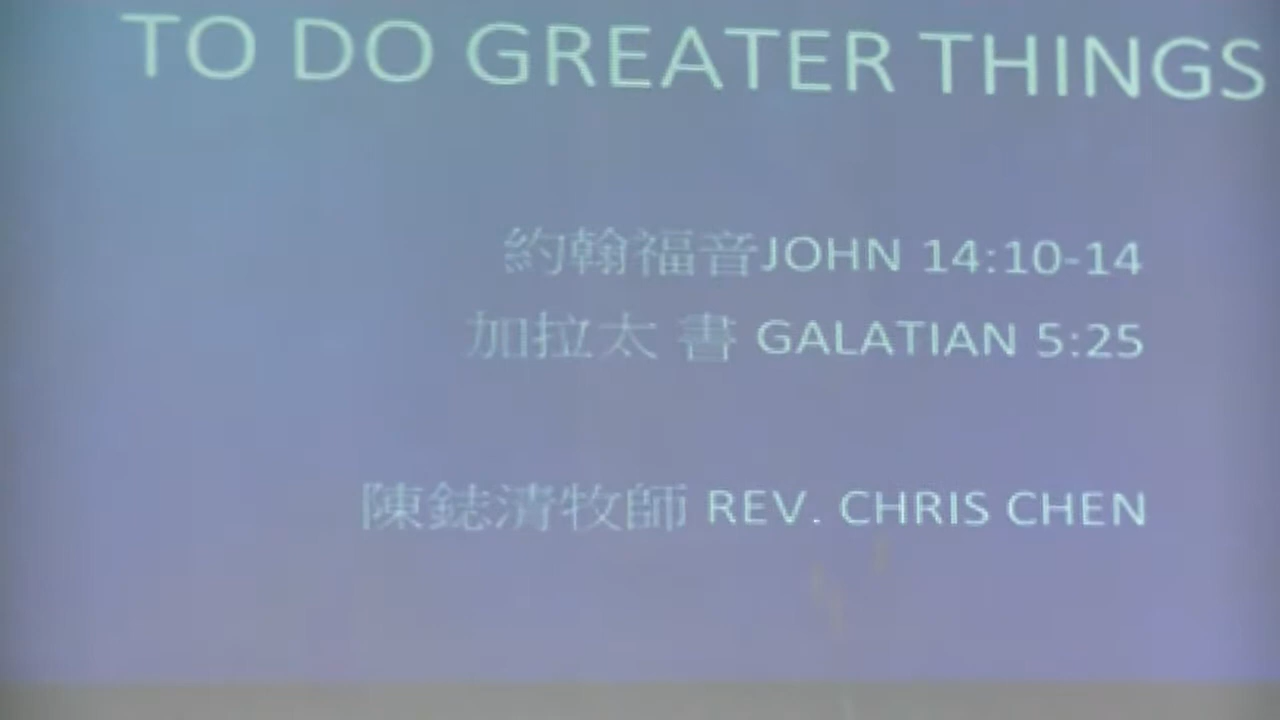 TO DO GREATER THINGS
約翰福音JOHN 14:10-14
加拉太 書 GALATIAN 5:25
陳鋕清牧師 REV. CHRIS CHEN